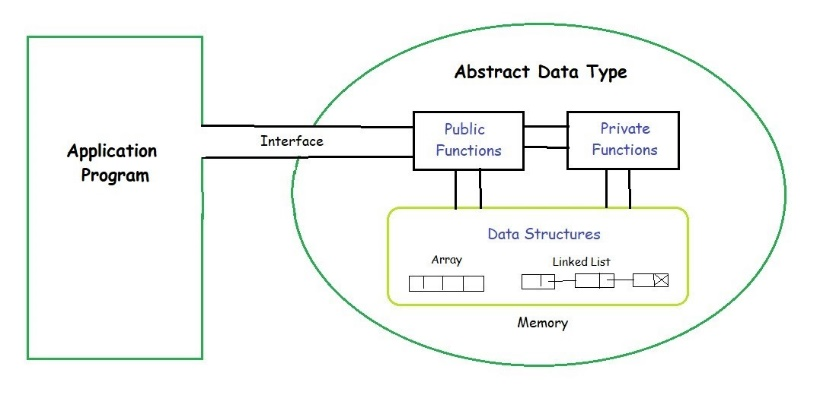 Abstract Data Type
Application
Program
Interface
Public
Functions
Private
Functions
Data Structures
Array
Linked List
Memory